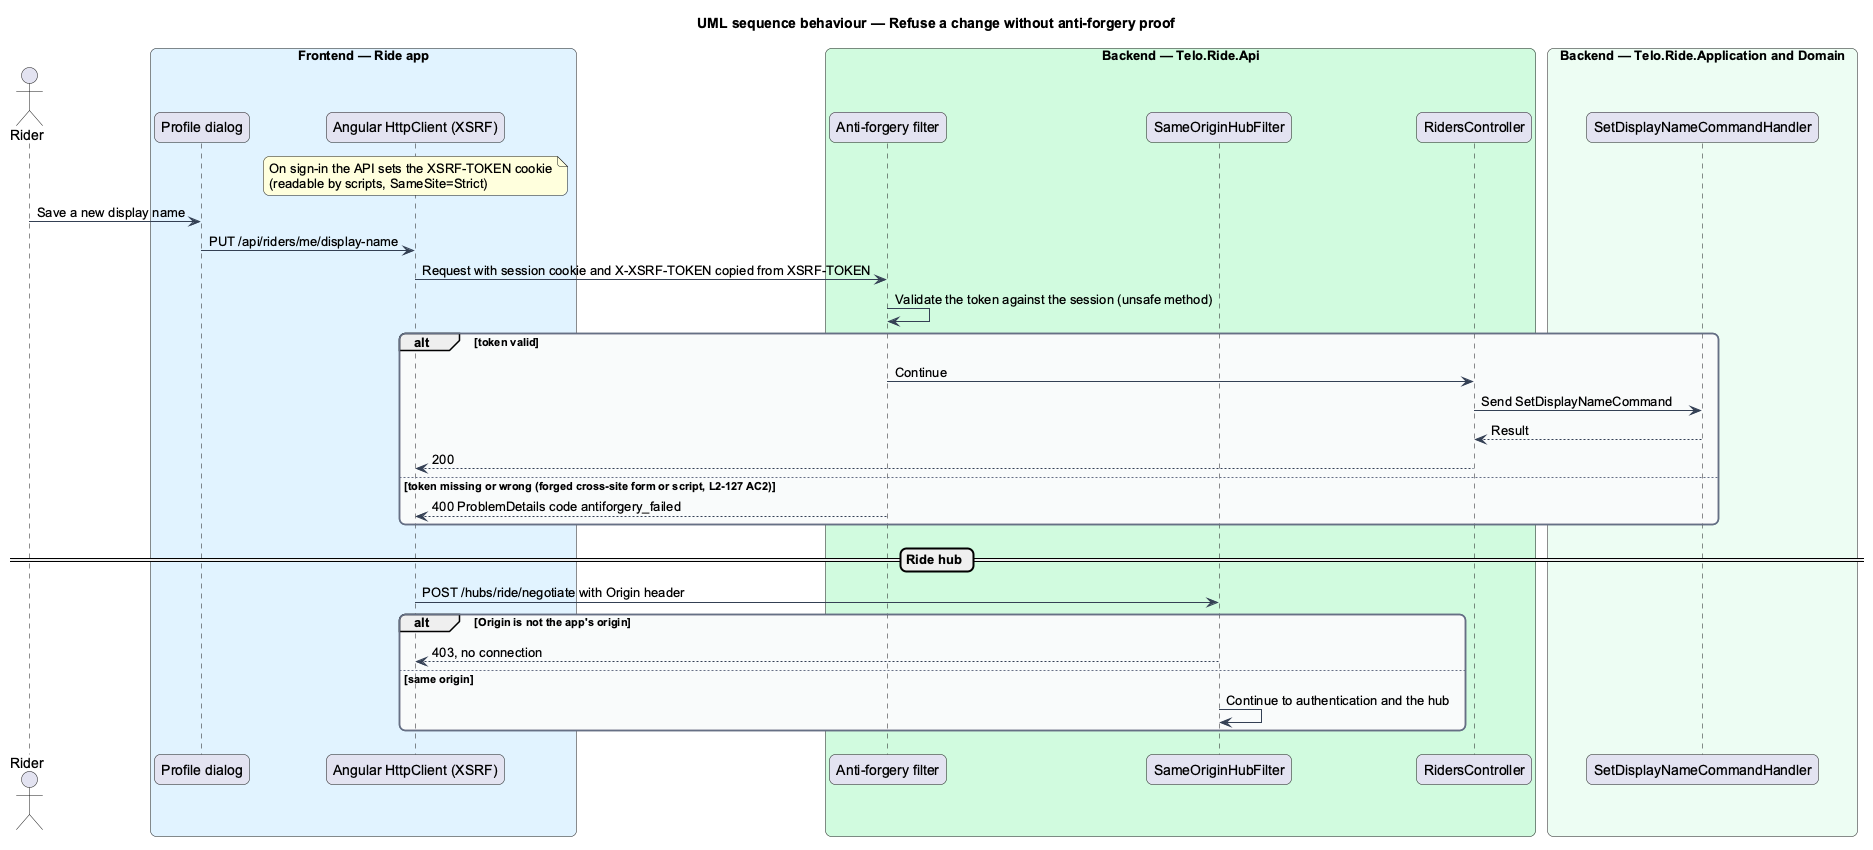 UML sequence behaviour — Refuse a change without anti-forgery proof
Frontend — Ride app
Backend — Telo.Ride.Api
Backend — Telo.Ride.Application and Domain
Rider
Profile dialog
Angular HttpClient (XSRF)
Anti-forgery filter
SameOriginHubFilter
RidersController
SetDisplayNameCommandHandler
On sign-in the API sets the XSRF-TOKEN cookie
(readable by scripts, SameSite=Strict)
Save a new display name
PUT /api/riders/me/display-name
Request with session cookie and X-XSRF-TOKEN copied from XSRF-TOKEN
Validate the token against the session (unsafe method)
alt
[token valid]
Continue
Send SetDisplayNameCommand
Result
200
[token missing or wrong (forged cross-site form or script, L2-127 AC2)]
400 ProblemDetails code antiforgery_failed
Ride hub
POST /hubs/ride/negotiate with Origin header
alt
[Origin is not the app's origin]
403, no connection
[same origin]
Continue to authentication and the hub
Rider
Profile dialog
Angular HttpClient (XSRF)
Anti-forgery filter
SameOriginHubFilter
RidersController
SetDisplayNameCommandHandler